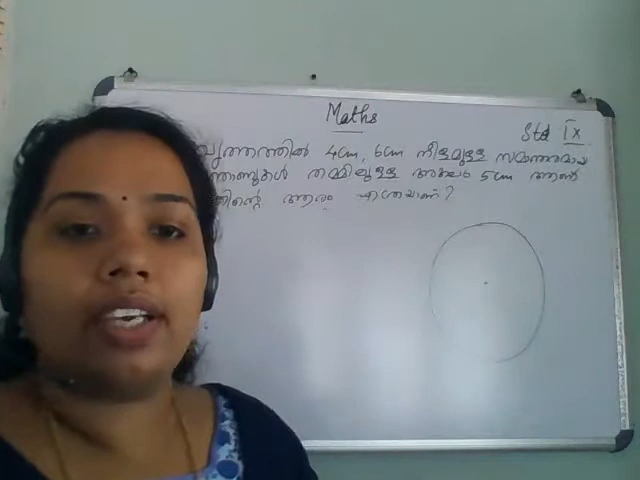 Maths
Std IX
വൃത്തത്തിൽ 4cm, 6cm നീളമുള്ള സമാന്തരമായ
ഞാണുകൾ തമ്മിലുള്ള അകലം 5cm ആണ്
ആരം എത്രയാണ്?